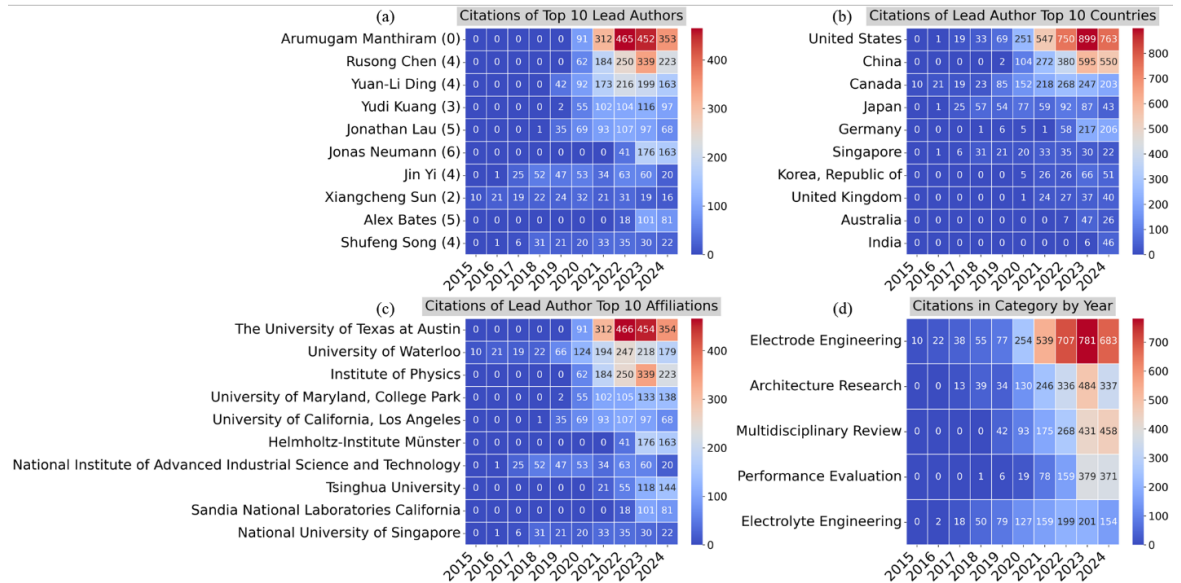 (a) Citations of Top 10 Lead Authors
Arumugam Manthiram (0) 0 0 0 0 0 91 312 465 452 353
Rusong Chen (4) 0 0 0 0 0 62 184 250 339 223
Yuan-Li Ding (4) 0 0 0 0 42 92 173 216 199 163
Yudi Kuang (3) 0 0 0 0 2 55 102 104 116 97
Jonathan Lau (5) 0 0 0 1 35 69 93 107 97 68
Jonas Neumann (6) 0 0 0 0 0 0 0 41 176 163
Jin Yi (4) 0 1 25 52 47 53 34 63 60 20
Xiangcheng Sun (2) 10 21 19 22 24 32 21 31 19 16
Alex Bates (5) 0 0 0 0 0 0 0 18 101 81
Shufeng Song (4) 0 1 6 31 21 20 33 35 30 22
2015 2016 2017 2018 2019 2020 2021 2022 2023 2024
400
300
200
100
0
(b) Citations of Lead Author Top 10 Countries
United States 0 1 19 33 69 251 547 750 899 763
China 0 0 0 0 2 104 272 380 595 550
Canada 10 21 19 23 85 152 218 268 247 203
Japan 0 1 25 57 54 77 59 92 87 43
Germany 0 0 0 1 6 5 1 58 217 206
Singapore 0 1 6 31 21 20 33 35 30 22
Korea, Republic of 0 0 0 0 0 5 26 26 66 51
United Kingdom 0 0 0 0 0 1 24 27 37 40
Australia 0 0 0 0 0 0 0 7 47 26
India 0 0 0 0 0 0 0 0 6 46
2015 2016 2017 2018 2019 2020 2021 2022 2023 2024
800
700
600
500
400
300
200
100
0
(c) Citations of Lead Author Top 10 Affiliations
The University of Texas at Austin 0 0 0 0 0 91 312 466 454 354
University of Waterloo 10 21 19 22 66 124 194 247 218 179
Institute of Physics 0 0 0 0 0 62 184 250 339 223
University of Maryland, College Park 0 0 0 0 2 55 102 105 133 138
University of California, Los Angeles 0 0 0 1 35 69 93 107 97 68
Helmholtz-Institute Münster 0 0 0 0 0 0 0 41 176 163
National Institute of Advanced Industrial Science and Technology 0 1 25 52 47 53 34 63 60 20
Tsinghua University 0 0 0 0 0 0 21 55 118 144
Sandia National Laboratories California 0 0 0 0 0 0 0 18 101 81
National University of Singapore 0 1 6 31 21 20 33 35 30 22
2015 2016 2017 2018 2019 2020 2021 2022 2023 2024
400
300
200
100
0
(d) Citations in Category by Year
Electrode Engineering 10 22 38 55 77 254 539 707 781 683
Architecture Research 0 0 13 39 34 130 246 336 484 337
Multidisciplinary Review 0 0 0 0 42 93 175 268 431 458
Performance Evaluation 0 0 0 1 6 19 78 159 379 371
Electrolyte Engineering 0 2 18 50 79 127 159 199 201 154
2015 2016 2017 2018 2019 2020 2021 2022 2023 2024
700
600
500
400
300
200
100
0